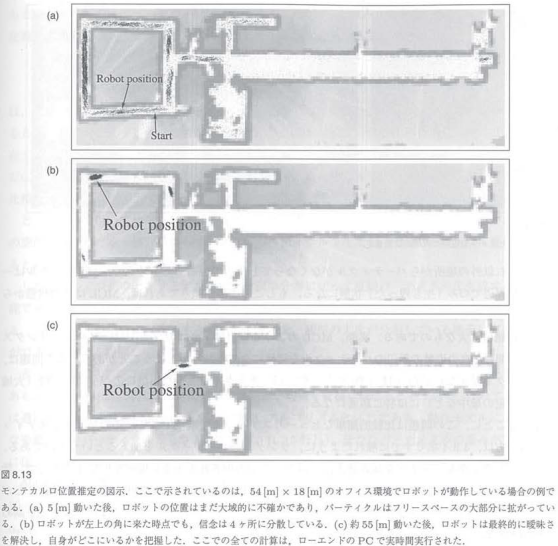 (a)
Robot position
Start
(b)
Robot position
(c)
Robot position
図 8.13
モンテカルロ位置推定の図示．ここで示されているのは，54 [m] × 18 [m] のオフィス環境でロボットが動作している場合の例で
ある．(a) 5 [m] 動いた後，ロボットの位置はまだ大域的に不確かであり，パーティクルはフリースペースの大部分に拡がってい
る．(b) ロボットが左上の角に来た時点でも，信念は 4 ヶ所に分散している．(c) 約 55 [m] 動いた後，ロボットは最終的に曖昧さ
を解決し，自身がどこにいるかを把握した．ここでの全ての計算は，ローエンドの PC で実時間実行された．